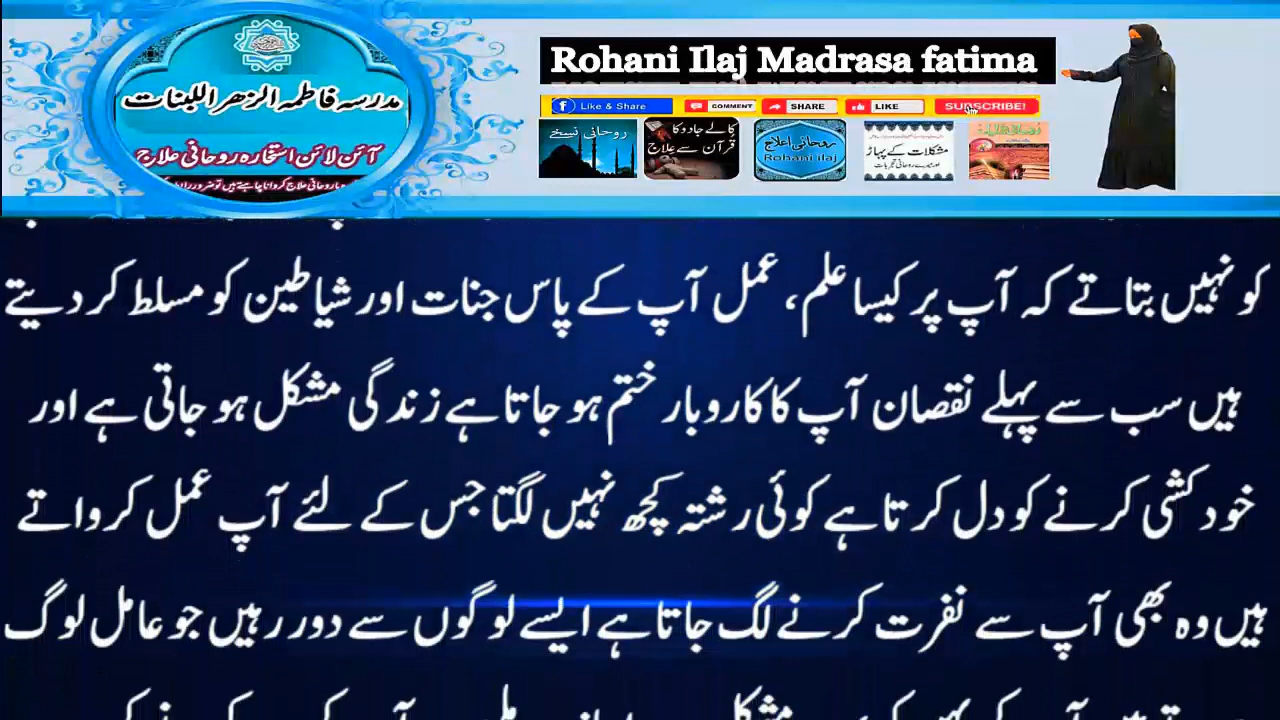 مدرسہ فاطمہ الزھرا للبنات
آئن لائن استخارہ روحانی علاج
Rohani Ilaj Madrasa fatima
Like & Share
COMMENT
SHARE
LIKE
SUBSCRIBE!
روحانی نسخے
کالے جادو کا
قرآن سے علاج
روحانی علاج
Rohani ilaj
مشکلات کے پہاڑ
کو نہیں بتاتے کہ آپ پر کیسا علم، عمل آپ کے پاس جنات اور شیاطین کو مسلط کر دیتے
ہیں سب سے پہلے نقصان آپ کا کاروبار ختم ہو جاتا ہے زندگی مشکل ہو جاتی ہے اور
خود کشی کرنے کو دل کرتا ہے کوئی رشتہ کچھ نہیں لگتا جس کے لئے آپ عمل کرواتے
ہیں وہ بھی آپ سے نفرت کرنے لگ جاتا ہے ایسے لوگوں سے دور رہیں جو عامل لوگ